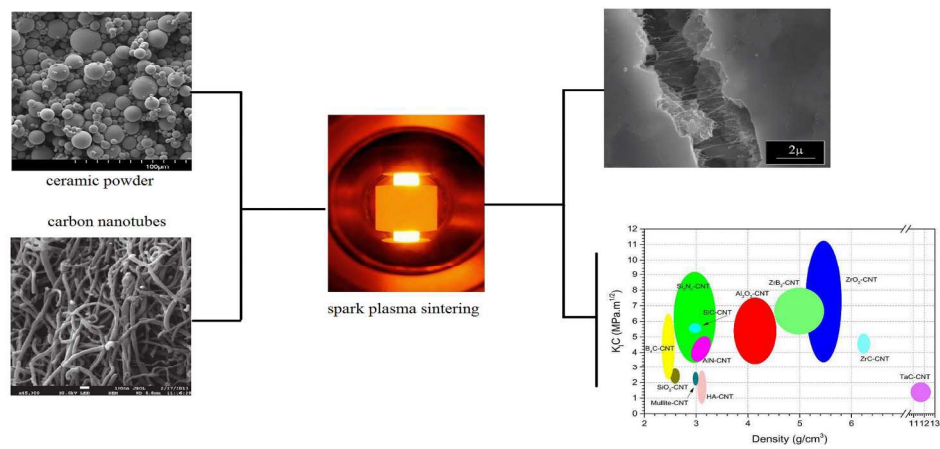 100µm
ceramic powder
carbon nanotubes
spark plasma sintering
2µ
12
11
10
9
8
7
6
5
4
3
2
1
0
K₁C (MPa.m¹ᐟ²)
Si₃N₄-CNT
Al₂O₃-CNT
ZrB₂-CNT
ZrO₂-CNT
SiC-CNT
B₄C-CNT
AlN-CNT
ZrC-CNT
SiO₂-CNT
Mullite-CNT
HA-CNT
TaC-CNT
2 3 4 5 6 11 12 13
Density (g/cm³)